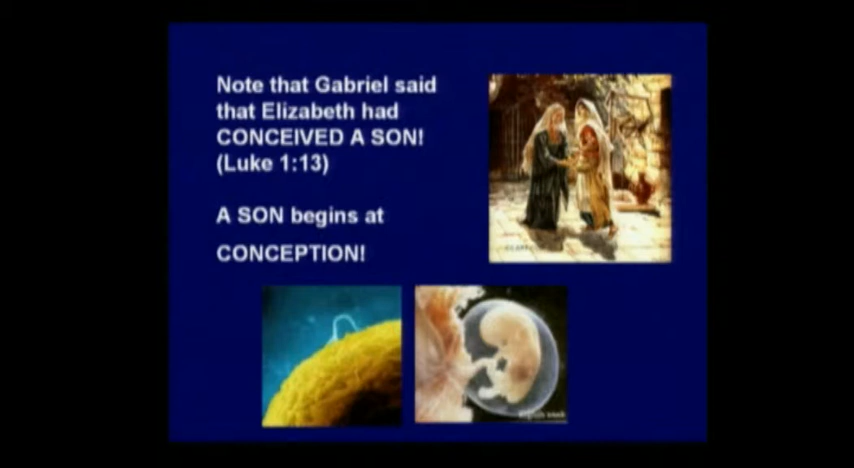 Note that Gabriel said
that Elizabeth had
CONCEIVED A SON!
(Luke 1:13)
A SON begins at
CONCEPTION!